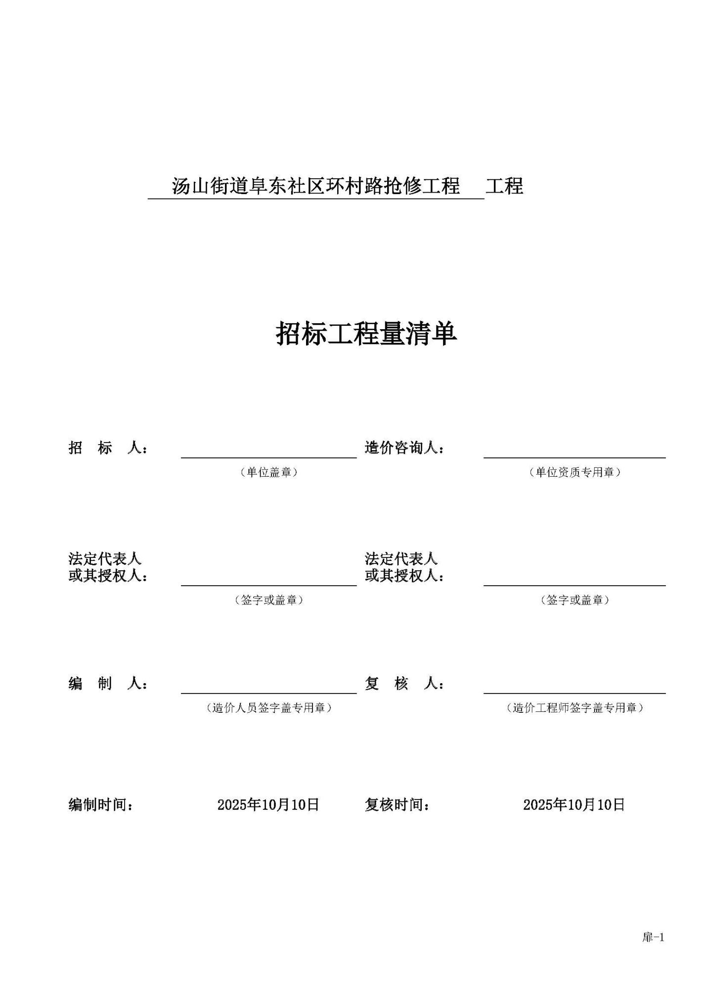 汤山街道阜东社区环村路抢修工程 工程
招标工程量清单
招 标 人： 造价咨询人：
（单位盖章） （单位资质专用章）
法定代表人 法定代表人
或其授权人： 或其授权人：
（签字或盖章） （签字或盖章）
编 制 人： 复 核 人：
（造价人员签字盖专用章） （造价工程师签字盖专用章）
编制时间： 2025年10月10日 复核时间： 2025年10月10日
扉-1